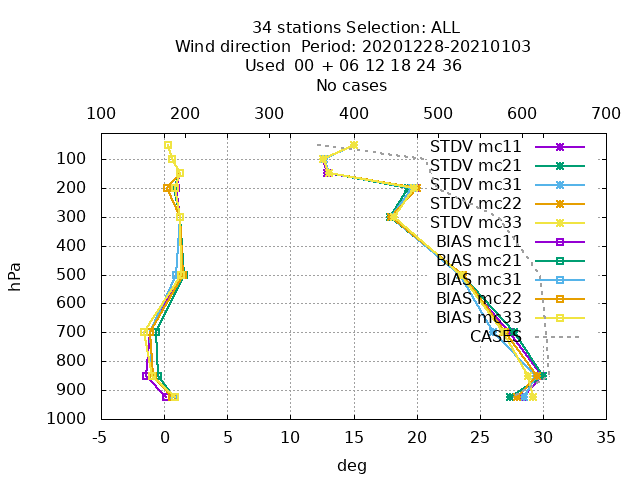 34 stations Selection: ALL
Wind direction  Period: 20201228-20210103
Used  00 + 06 12 18 24 36
No cases
100 200 300 400 500 600 700
STDV mc11
STDV mc21
STDV mc31
STDV mc22
STDV mc33
BIAS mc11
BIAS mc21
BIAS mc31
BIAS mc22
BIAS mc33
CASES
100
200
300
400
500
600
700
800
900
1000
hPa
-5 0 5 10 15 20 25 30 35
deg